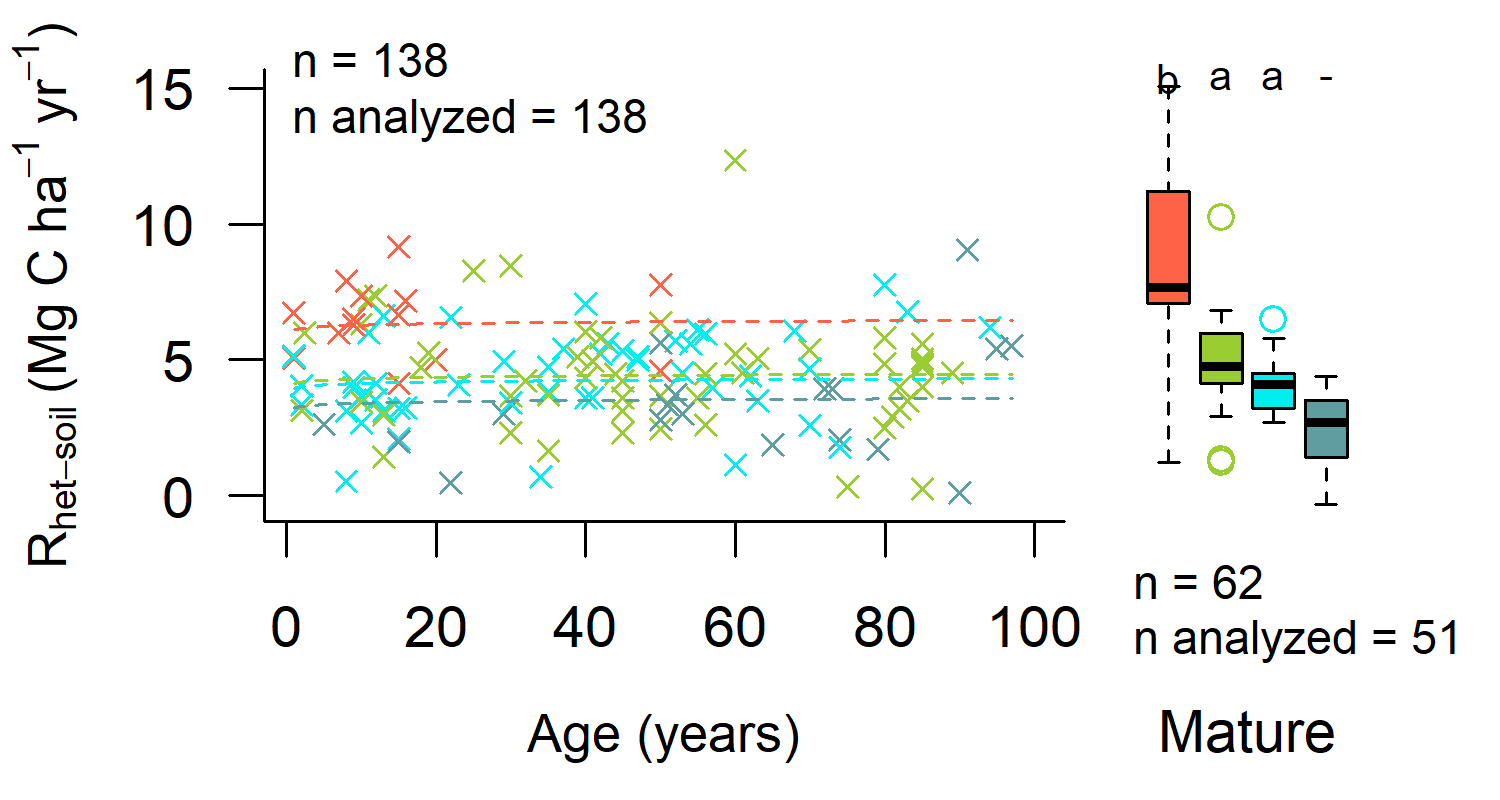 n = 138
n analyzed = 138
b a a -
15
10
5
0
R_het−soil (Mg C ha⁻¹ yr⁻¹)
0 20 40 60 80 100
Age (years)
n = 62
n analyzed = 51
Mature